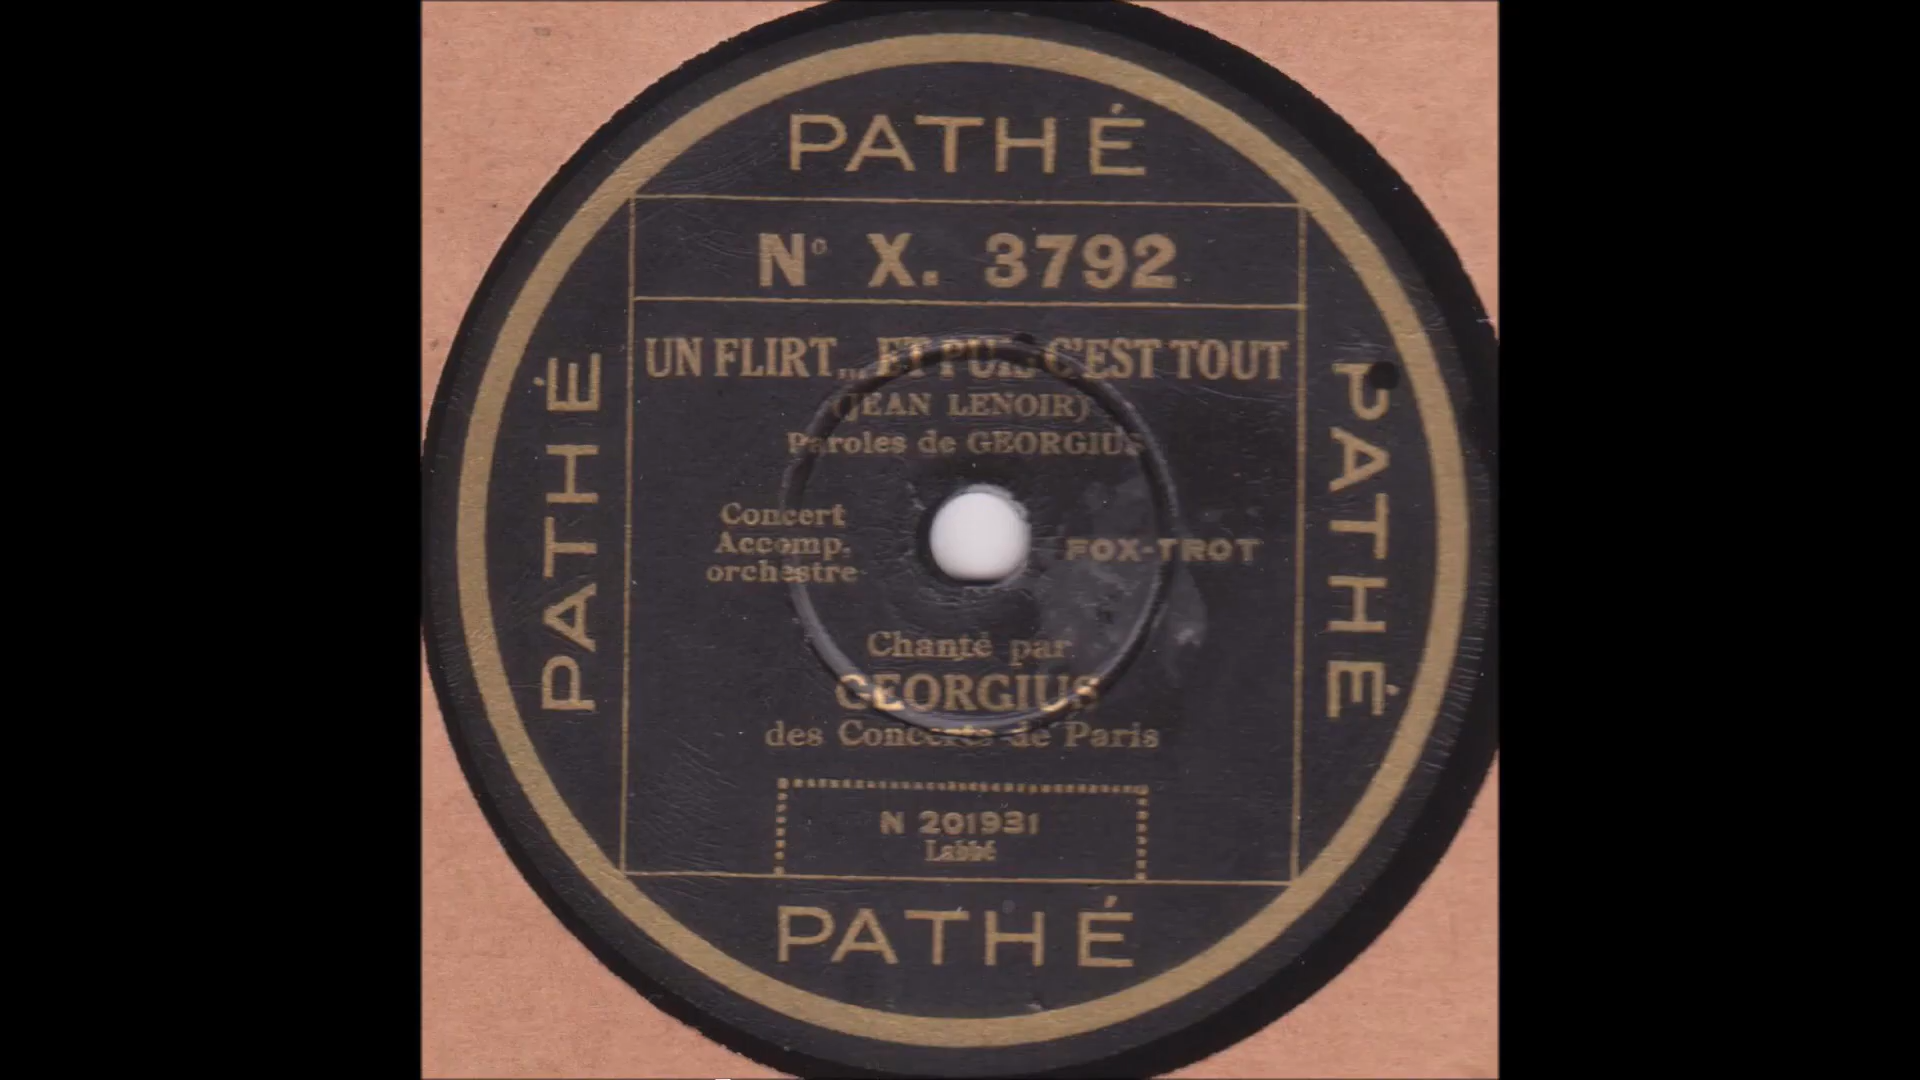 PATHÉ
N° X. 3792
UN FLIRT... ET PUIS C'EST TOUT
(JEAN LENOIR)
Paroles de GEORGIUS
Concert
Accomp.
orchestre
FOX-TROT
Chanté par
GEORGIUS
des Concerts de Paris
N 201931
Labbé
PATHÉ
PATHÉ
PATHÉ